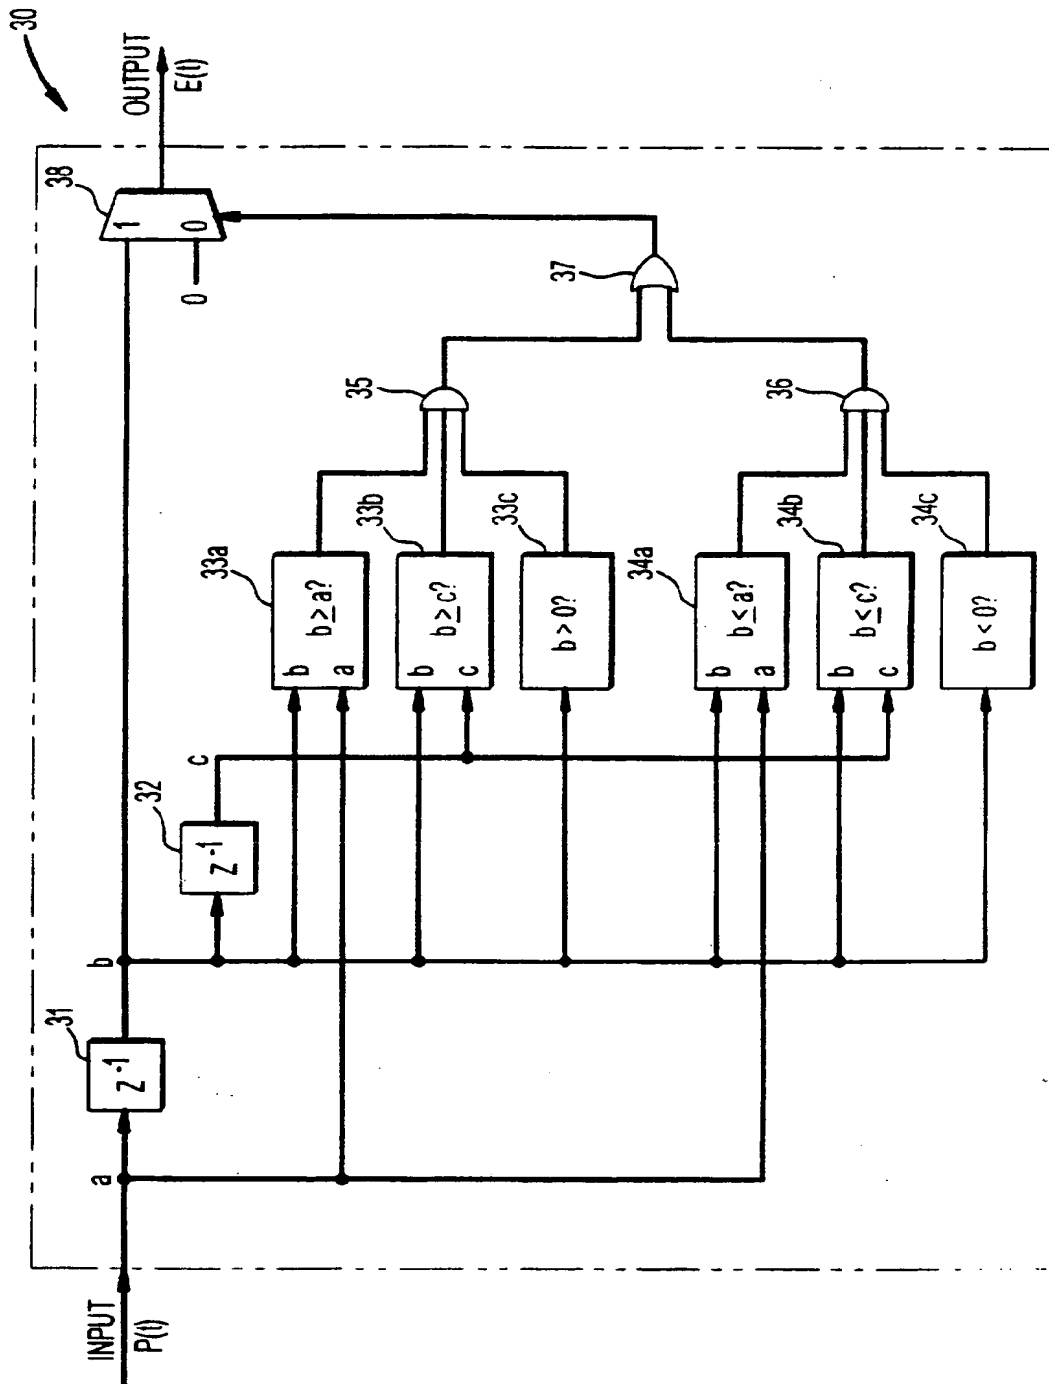 30
INPUT
P(t)
a
31
Z⁻¹
b
32
Z⁻¹
c
33a
b ≥ a?
b
a
33b
b ≥ c?
b
c
33c
b > 0?
34a
b ≤ a?
b
a
34b
b ≤ c?
b
c
34c
b < 0?
35
36
37
38
1
0
0
OUTPUT
E(t)